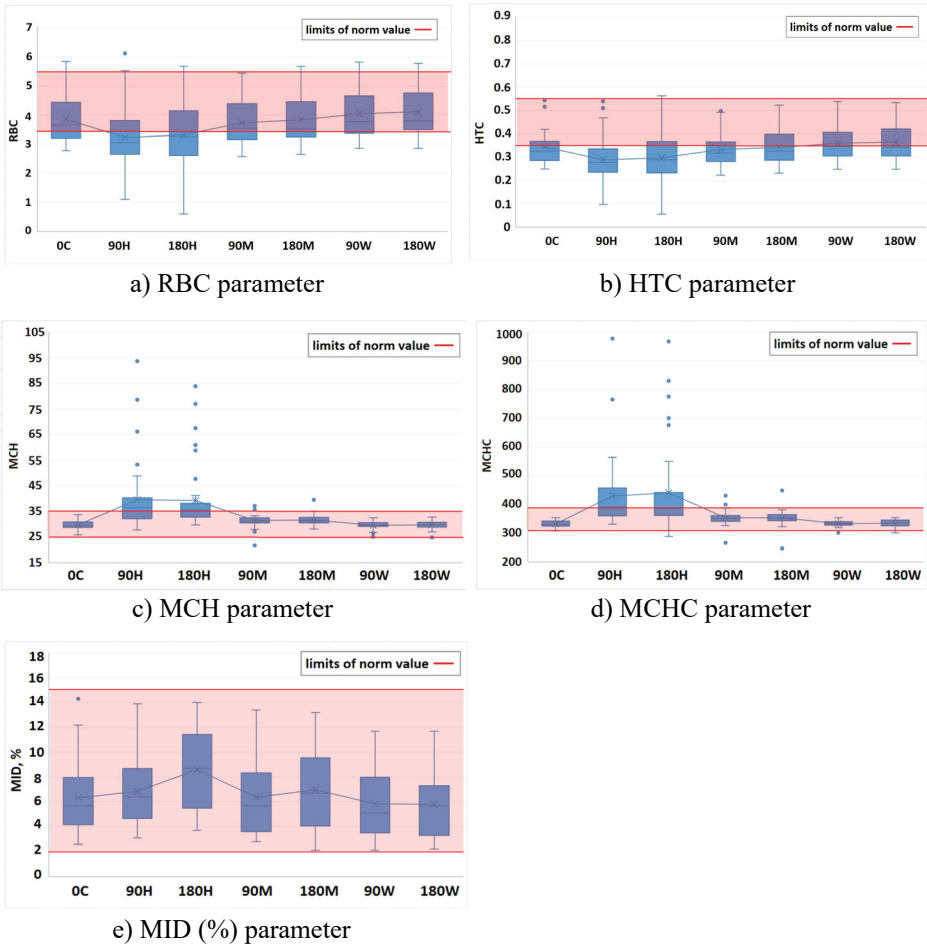 limits of norm value
7
6
5
4
3
2
1
0
RBC
0C 90H 180H 90M 180M 90W 180W
a) RBC parameter
limits of norm value
0.9
0.8
0.7
0.6
0.5
0.4
0.3
0.2
0.1
0
HTC
0C 90H 180H 90M 180M 90W 180W
b) HTC parameter
limits of norm value
105
95
85
75
65
55
45
35
25
15
MCH
0C 90H 180H 90M 180M 90W 180W
c) MCH parameter
limits of norm value
1000
900
800
700
600
500
400
300
200
MCHC
0C 90H 180H 90M 180M 90W 180W
d) MCHC parameter
limits of norm value
18
16
14
12
10
8
6
4
2
0
MID, %
0C 90H 180H 90M 180M 90W 180W
e) MID (%) parameter